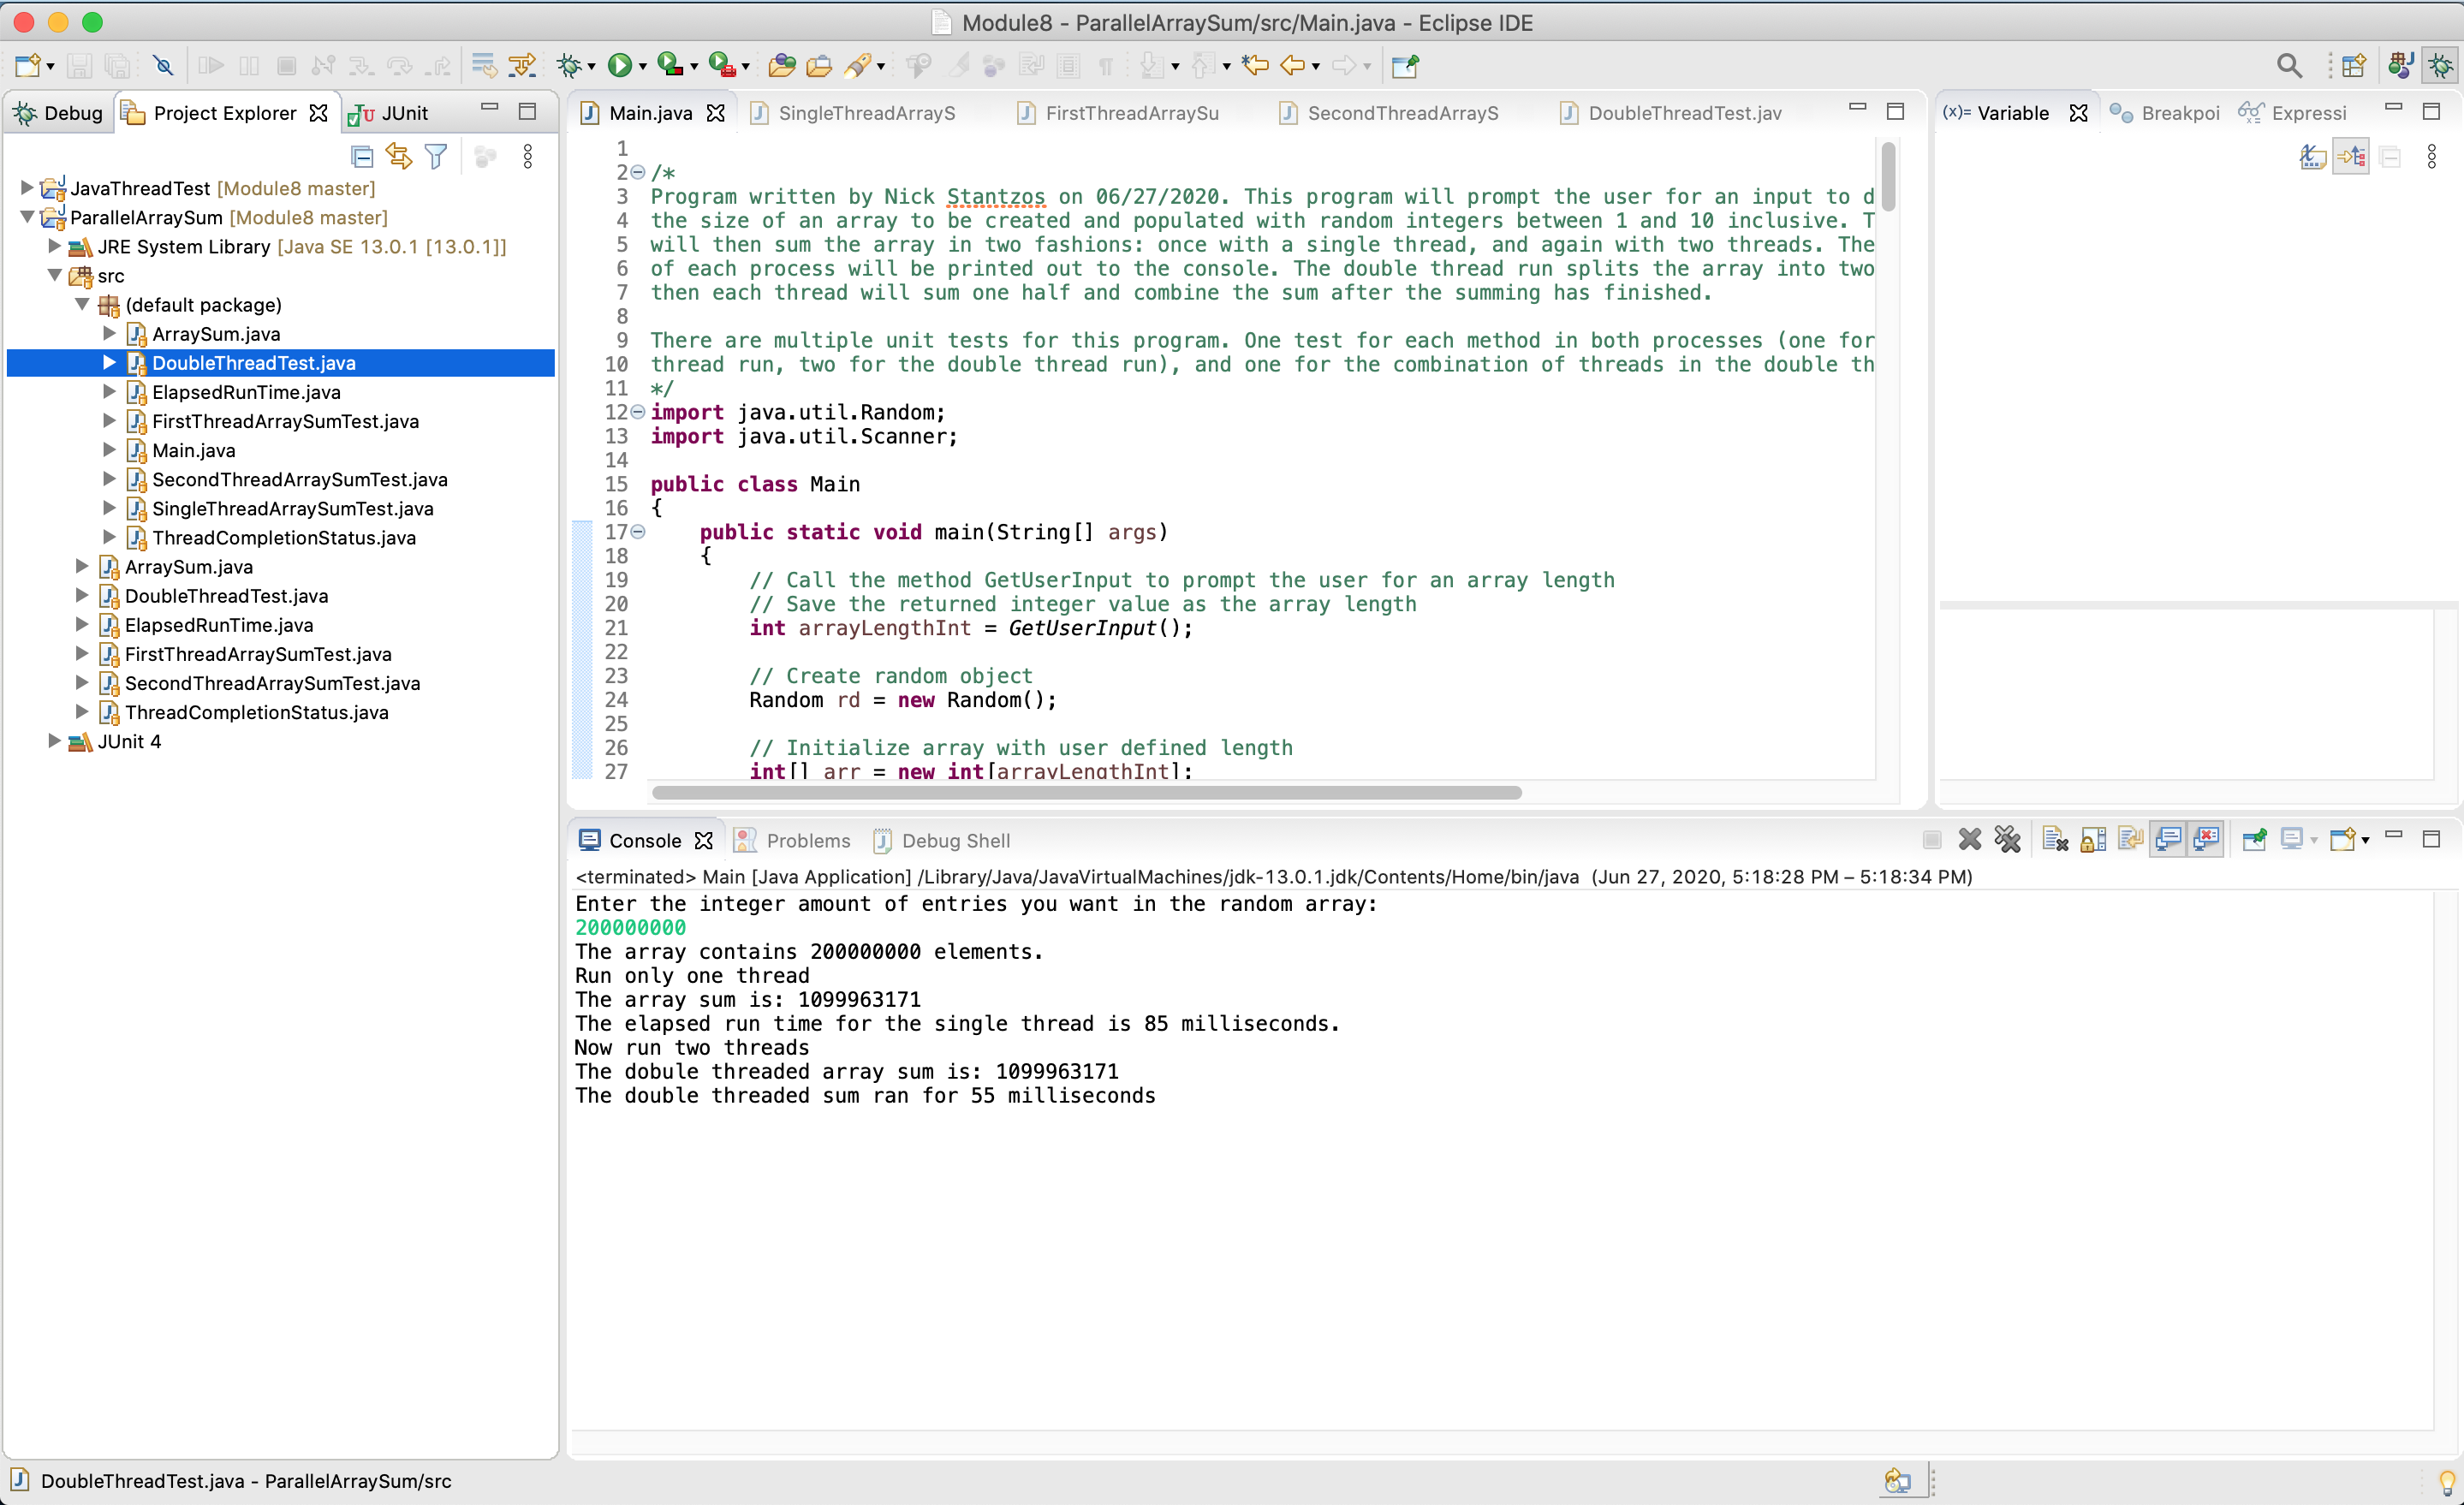 Module8 - ParallelArraySum/src/Main.java - Eclipse IDE
Debug
Project Explorer
JUnit
JavaThreadTest [Module8 master]
ParallelArraySum [Module8 master]
JRE System Library [Java SE 13.0.1 [13.0.1]]
src
(default package)
ArraySum.java
DoubleThreadTest.java
ElapsedRunTime.java
FirstThreadArraySumTest.java
Main.java
SecondThreadArraySumTest.java
SingleThreadArraySumTest.java
ThreadCompletionStatus.java
ArraySum.java
DoubleThreadTest.java
ElapsedRunTime.java
FirstThreadArraySumTest.java
SecondThreadArraySumTest.java
ThreadCompletionStatus.java
JUnit 4
Main.java
SingleThreadArrayS
FirstThreadArraySu
SecondThreadArrayS
DoubleThreadTest.jav
1
2 /*
3 Program written by Nick Stantzos on 06/27/2020. This program will prompt the user for an input to d
4 the size of an array to be created and populated with random integers between 1 and 10 inclusive. T
5 will then sum the array in two fashions: once with a single thread, and again with two threads. The
6 of each process will be printed out to the console. The double thread run splits the array into two
7 then each thread will sum one half and combine the sum after the summing has finished.
8
9 There are multiple unit tests for this program. One test for each method in both processes (one for
10 thread run, two for the double thread run), and one for the combination of threads in the double th
11 */
12 import java.util.Random;
13 import java.util.Scanner;
14
15 public class Main
16 {
17 public static void main(String[] args)
18 {
19 // Call the method GetUserInput to prompt the user for an array length
20 // Save the returned integer value as the array length
21 int arrayLengthInt = GetUserInput();
22
23 // Create random object
24 Random rd = new Random();
25
26 // Initialize array with user defined length
27 int[] arr = new int[arrayLengthInt];
(x)= Variable
Breakpoi
Expressi
Console
Problems
Debug Shell
<terminated> Main [Java Application] /Library/Java/JavaVirtualMachines/jdk-13.0.1.jdk/Contents/Home/bin/java (Jun 27, 2020, 5:18:28 PM – 5:18:34 PM)
Enter the integer amount of entries you want in the random array:
200000000
The array contains 200000000 elements.
Run only one thread
The array sum is: 1099963171
The elapsed run time for the single thread is 85 milliseconds.
Now run two threads
The dobule threaded array sum is: 1099963171
The double threaded sum ran for 55 milliseconds
DoubleThreadTest.java - ParallelArraySum/src